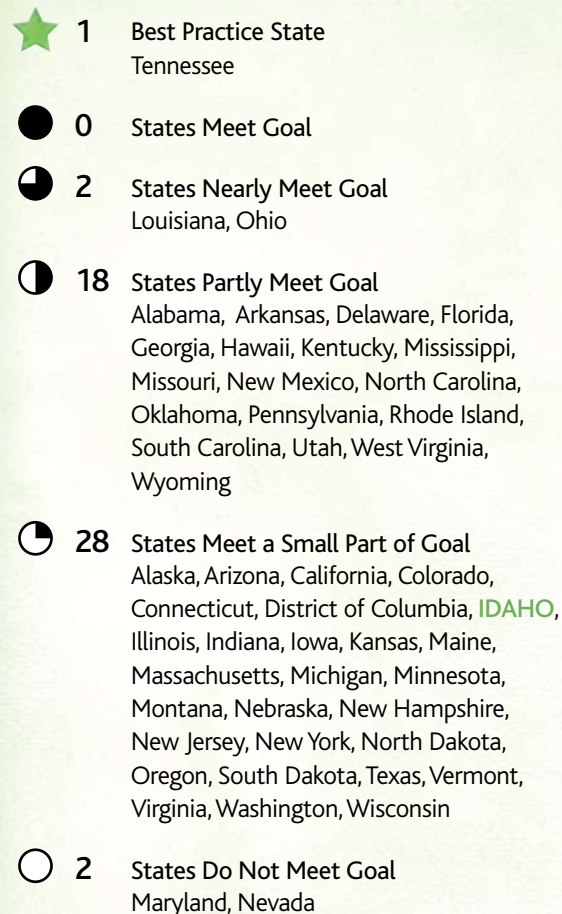 1 Best Practice State
Tennessee
0 States Meet Goal
2 States Nearly Meet Goal
Louisiana, Ohio
18 States Partly Meet Goal
Alabama, Arkansas, Delaware, Florida,
Georgia, Hawaii, Kentucky, Mississippi,
Missouri, New Mexico, North Carolina,
Oklahoma, Pennsylvania, Rhode Island,
South Carolina, Utah, West Virginia,
Wyoming
28 States Meet a Small Part of Goal
Alaska, Arizona, California, Colorado,
Connecticut, District of Columbia, IDAHO,
Illinois, Indiana, Iowa, Kansas, Maine,
Massachusetts, Michigan, Minnesota,
Montana, Nebraska, New Hampshire,
New Jersey, New York, North Dakota,
Oregon, South Dakota, Texas, Vermont,
Virginia, Washington, Wisconsin
2 States Do Not Meet Goal
Maryland, Nevada